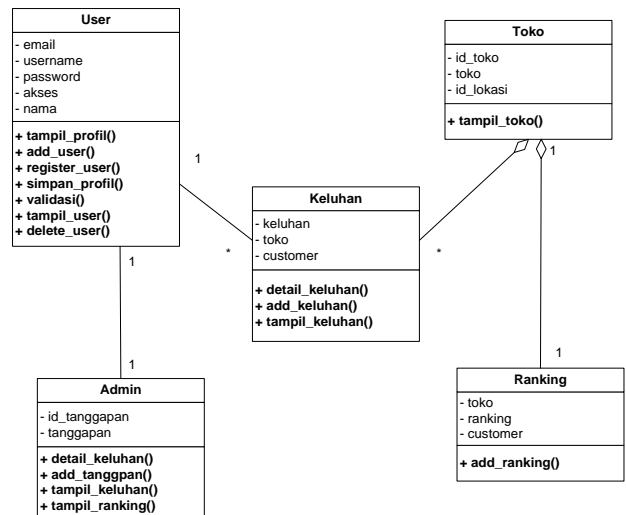 User
- email
- username
- password
- akses
- nama
+ tampil_profil()
+ add_user()
+ register_user()
+ simpan_profil()
+ validasi()
+ tampil_user()
+ delete_user()
1
*
1
1
Toko
- id_toko
- toko
- id_lokasi
+ tampil_toko()
1
*
1
Keluhan
- keluhan
- toko
- customer
+ detail_keluhan()
+ add_keluhan()
+ tampil_keluhan()
Admin
- id_tanggapan
- tanggapan
+ detail_keluhan()
+ add_tanggpan()
+ tampil_keluhan()
+ tampil_ranking()
Ranking
- toko
- ranking
- customer
+ add_ranking()